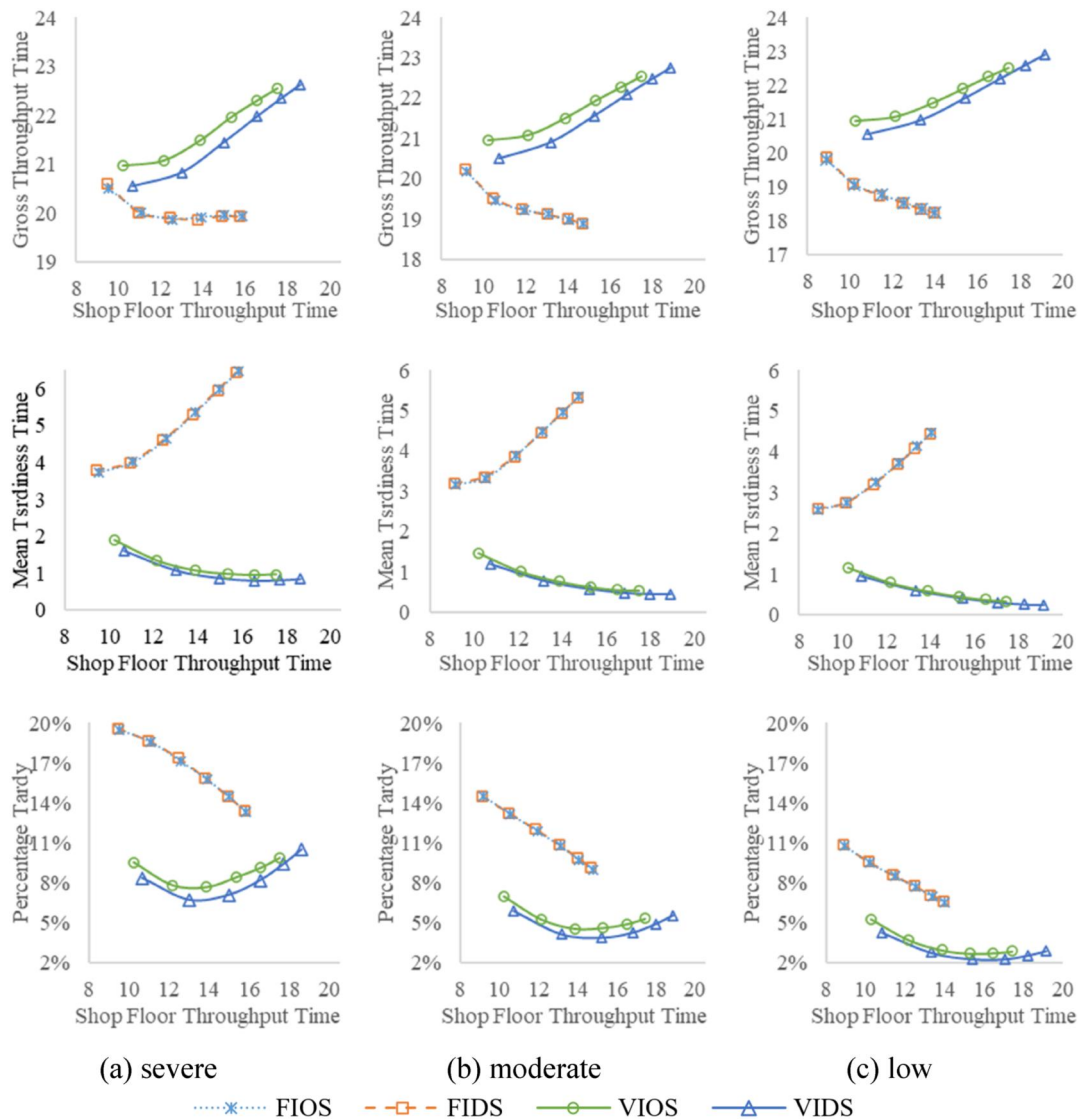 24
23
22
21
20
19
8 10 12 14 16 18 20
Gross Throughput Time
Shop Floor Throughput Time
24
23
22
21
20
19
18
8 10 12 14 16 18 20
Gross Throughput Time
Shop Floor Throughput Time
24
23
22
21
20
19
18
17
8 10 12 14 16 18 20
Gross Throughput Time
Shop Floor Throughput Time
6
5
4
3
2
1
0
8 10 12 14 16 18 20
Mean Tsrdiness Time
Shop Floor Throughput Time
6
5
4
3
2
1
0
8 10 12 14 16 18 20
Mean Tsrdiness Time
Shop Floor Throughput Time
6
5
4
3
2
1
0
8 10 12 14 16 18 20
Mean Tsrdiness Time
Shop Floor Throughput Time
20%
17%
14%
11%
8%
5%
2%
8 10 12 14 16 18 20
Percentage Tardy
Shop Floor Throughput Time
20%
17%
14%
11%
8%
5%
2%
8 10 12 14 16 18 20
Percentage Tardy
Shop Floor Throughput Time
20%
17%
14%
11%
8%
5%
2%
8 10 12 14 16 18 20
Percentage Tardy
Shop Floor Throughput Time
(a) severe (b) moderate (c) low
FIOS FIDS VIOS VIDS